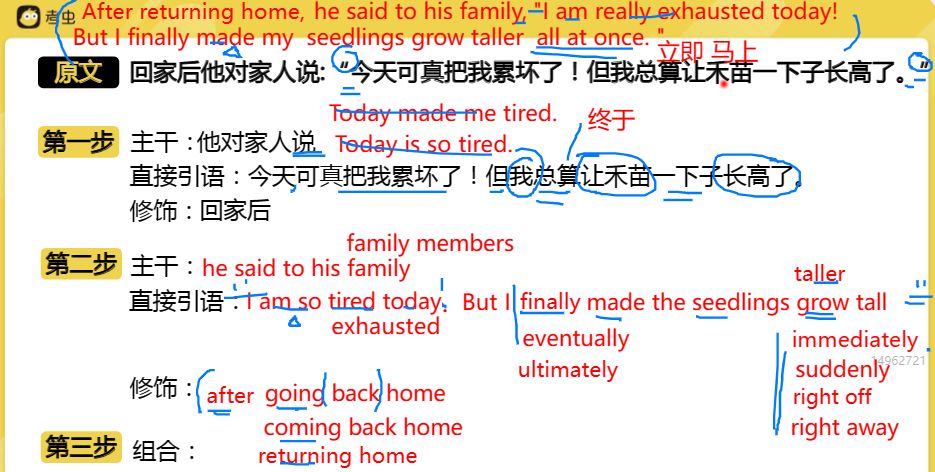 考虫
After returning home, he said to his family, "I am really exhausted today!
But I finally made my seedlings grow taller all at once. "
立即 马上
原文 回家后他对家人说:“今天可真把我累坏了！但我总算让禾苗一下子长高了。”
Today made me tired.
终于
第一步 主干：他对家人说 Today is so tired.
直接引语：今天可真把我累坏了！但我总算让禾苗一下子长高了。
修饰：回家后
family members
第二步 主干：he said to his family
taller
直接引语：I am so tired today. But I finally made the seedlings grow tall
exhausted
eventually
immediately
14962721
ultimately
suddenly
修饰：after going back home
right off
coming back home
right away
第三步 组合：
returning home